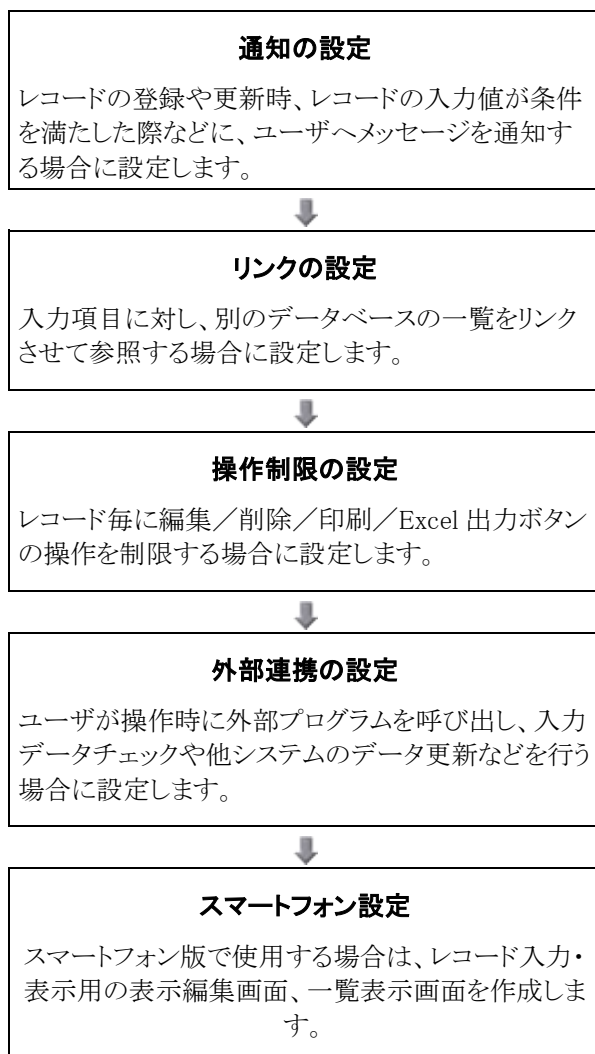 通知の設定
レコードの登録や更新時、レコードの入力値が条件
を満たした際などに、ユーザへメッセージを通知す
る場合に設定します。
リンクの設定
入力項目に対し、別のデータベースの一覧をリンク
させて参照する場合に設定します。
操作制限の設定
レコード毎に編集／削除／印刷／Excel 出力ボタン
の操作を制限する場合に設定します。
外部連携の設定
ユーザが操作時に外部プログラムを呼び出し、入力
データチェックや他システムのデータ更新などを行う
場合に設定します。
スマートフォン設定
スマートフォン版で使用する場合は、レコード入力・
表示用の表示編集画面、一覧表示画面を作成しま
す。